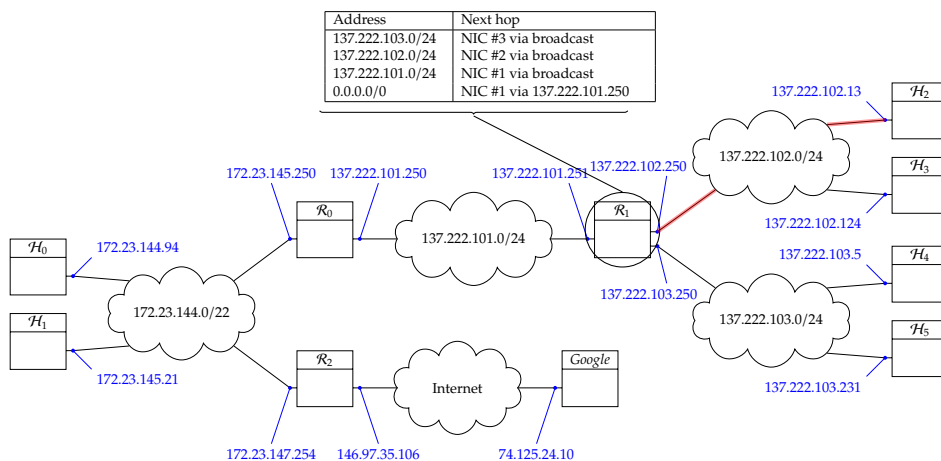 Address Next hop
137.222.103.0/24 NIC #3 via broadcast
137.222.102.0/24 NIC #2 via broadcast
137.222.101.0/24 NIC #1 via broadcast
0.0.0.0/0 NIC #1 via 137.222.101.250
137.222.102.13
H2
137.222.102.0/24
172.23.145.250
137.222.101.250
137.222.101.251
137.222.102.250
H3
R0
R1
137.222.102.124
H0
172.23.144.94
137.222.101.0/24
137.222.103.5
H4
172.23.144.0/22
137.222.103.250
137.222.103.0/24
H1
172.23.145.21
R2
Internet
Google
H5
137.222.103.231
172.23.147.254
146.97.35.106
74.125.24.10